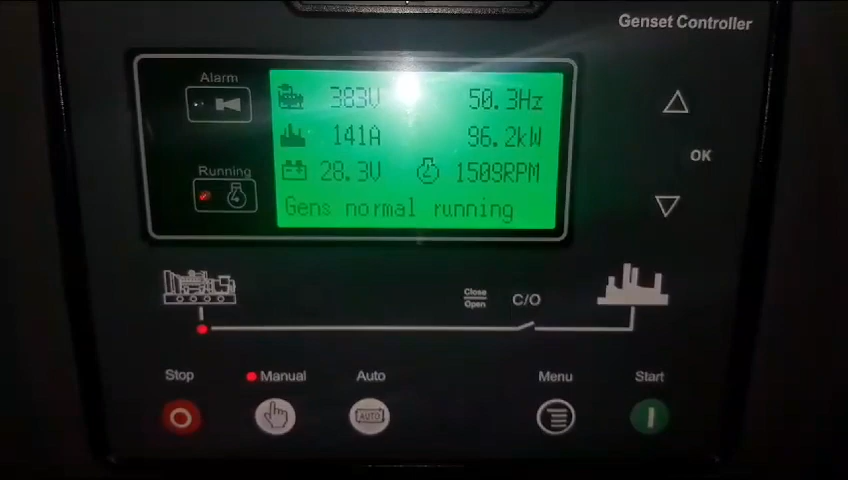 Genset Controller
Alarm
383V 50.3Hz
141A 96.2kW
Running
28.3V 1509RPM
Gens normal running
OK
Close
Open
C/O
Stop
Manual
Auto
Menu
Start
AUTO